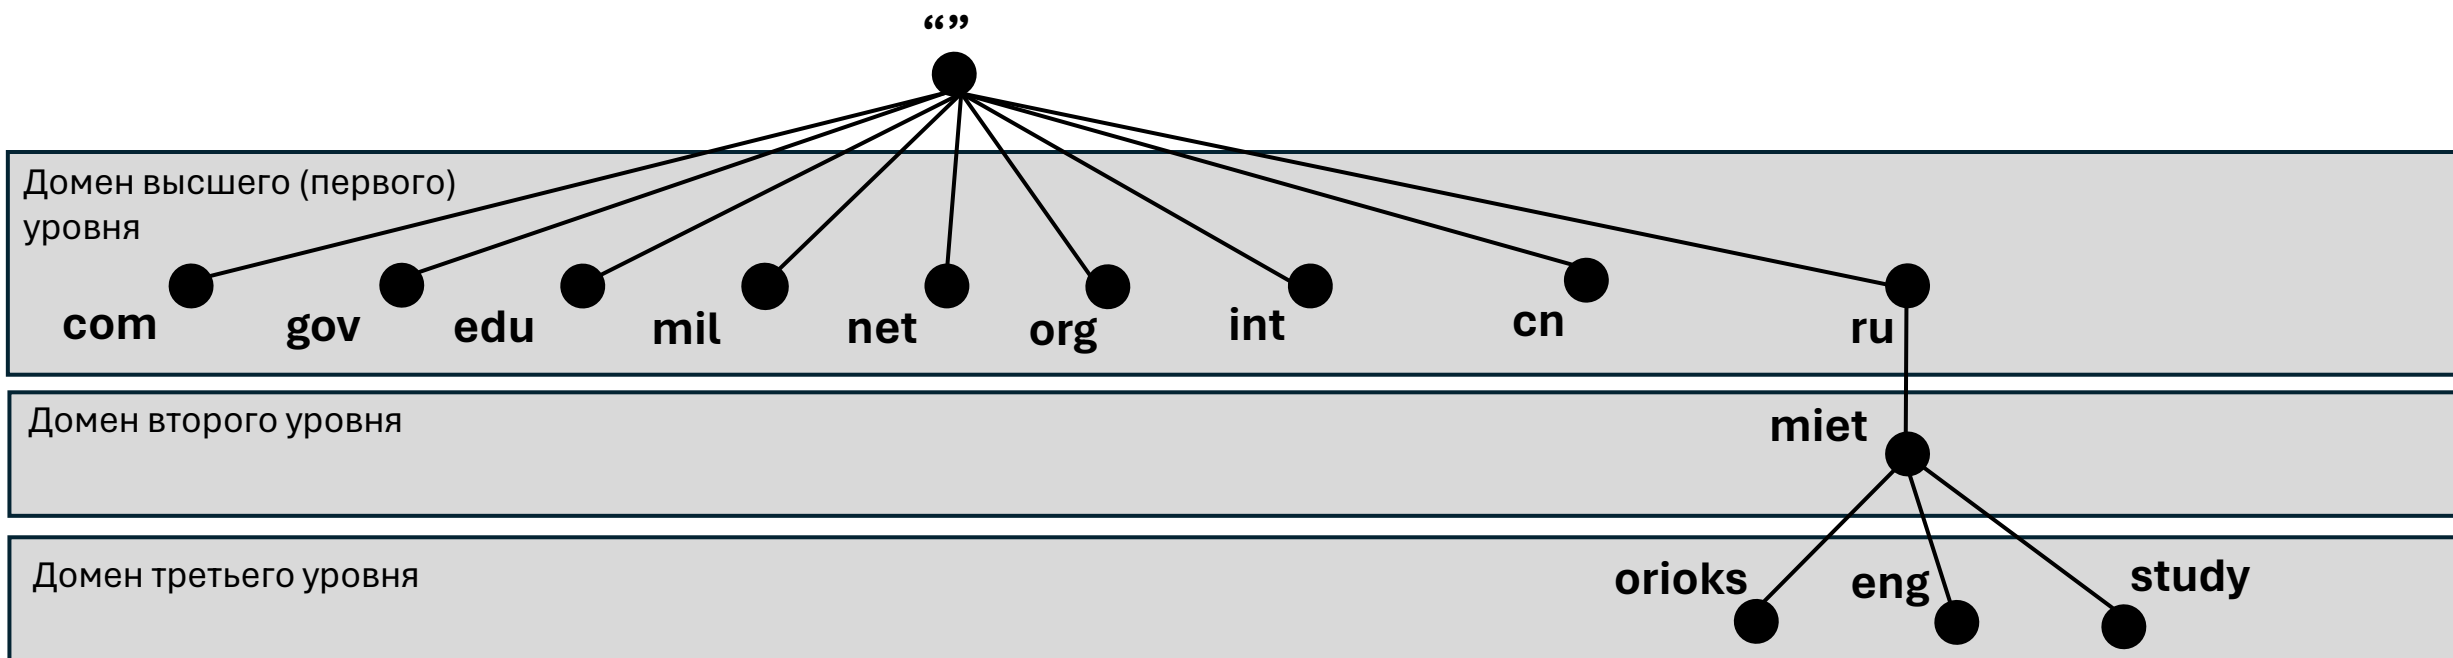 “”
Домен высшего (первого)
уровня
com gov edu mil net org int cn ru
Домен второго уровня
miet
Домен третьего уровня
orioks eng study